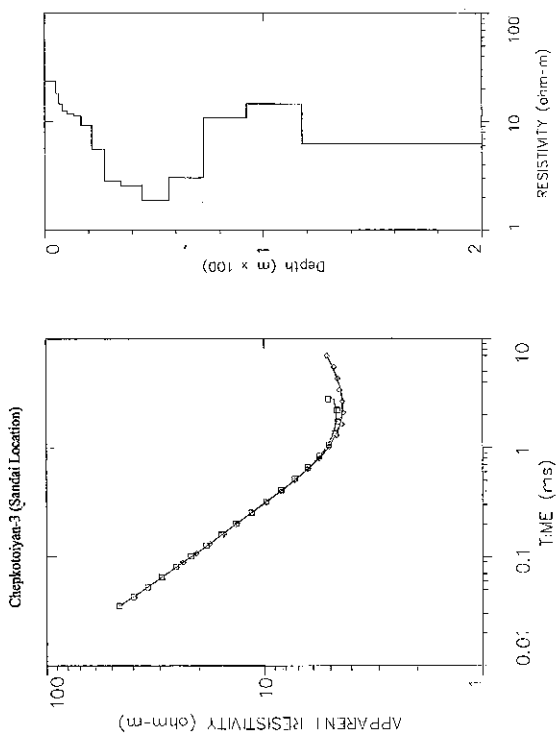 Chepkotoiyan-3 (Sandai Location)
APPARENT RESISTIVITY (ohm-m)
100
10
1
0.01
0.1
1
10
TIME (ms)
Depth (m x 100)
0
1
2
1
10
100
RESISTIVITY (ohm-m)